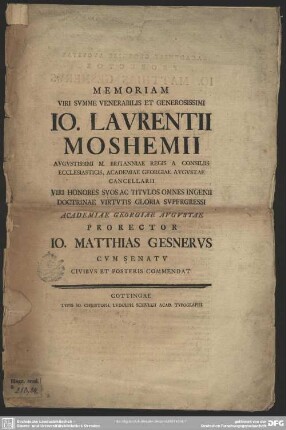 MEMORIAM
VIRI SVMME VENERABILIS ET GENEROSISSIMI
IO. LAVRENTII
MOSHEMII
AVGVSTISSIMI M. BRITANNIAE REGIS A CONSILIIS
ECCLESIASTICIS, ACADEMIAE GEORGIAE AVGVSTAE
CANCELLARII
VIRI HONORES SVOS AC TITVLOS OMNES INGENII
DOCTRINAE VIRTVTIS GLORIA SVPERGRESSI
ACADEMIAE GEORGIAE AVGVSTAE
PRORECTOR
IO. MATTHIAS GESNERVS
CVM SENATV
CIVIBVS ET POSTERIS COMMENDAT
GOTTINGAE